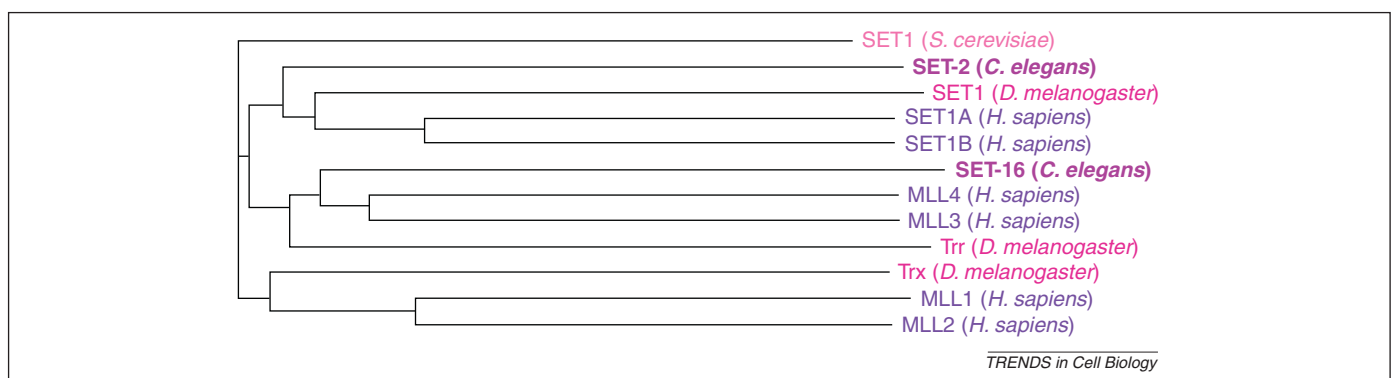 SET1 (S. cerevisiae)
SET-2 (C. elegans)
SET1 (D. melanogaster)
SET1A (H. sapiens)
SET1B (H. sapiens)
SET-16 (C. elegans)
MLL4 (H. sapiens)
MLL3 (H. sapiens)
Trr (D. melanogaster)
Trx (D. melanogaster)
MLL1 (H. sapiens)
MLL2 (H. sapiens)
TRENDS in Cell Biology